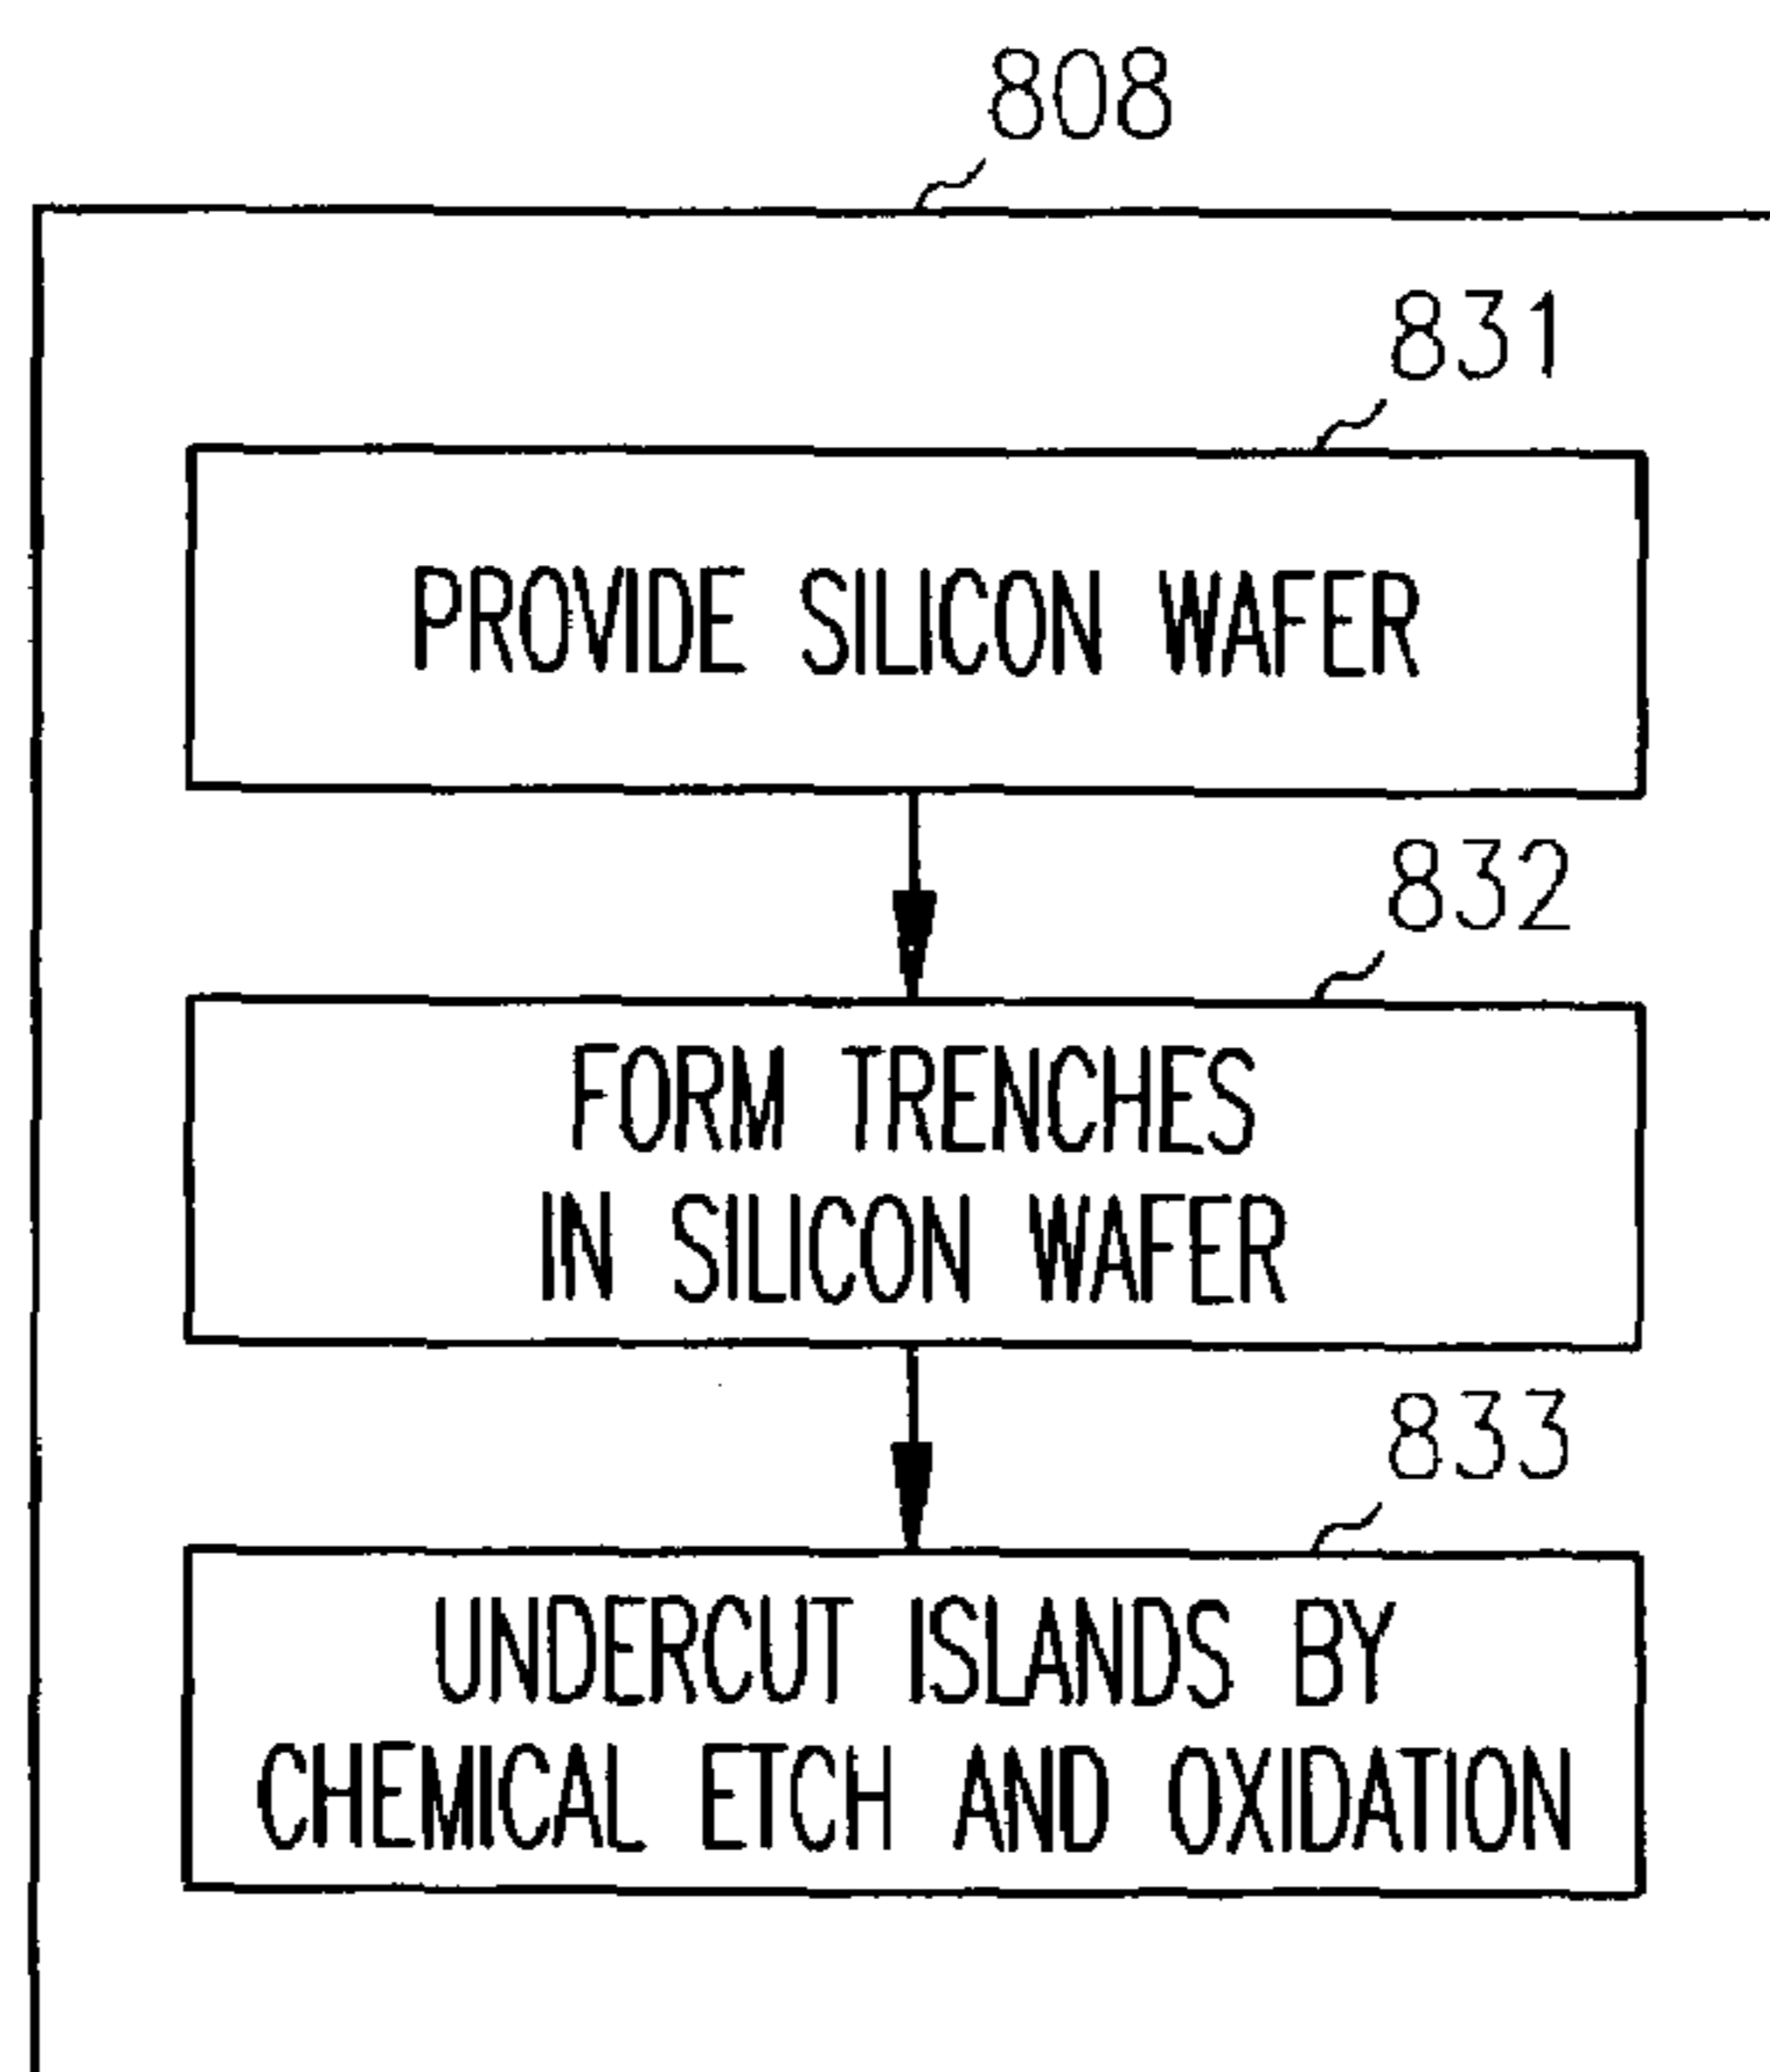 808
831
PROVIDE SILICON WAFER
832
FORM TRENCHES
IN SILICON WAFER
833
UNDERCUT ISLANDS BY
CHEMICAL ETCH AND OXIDATION